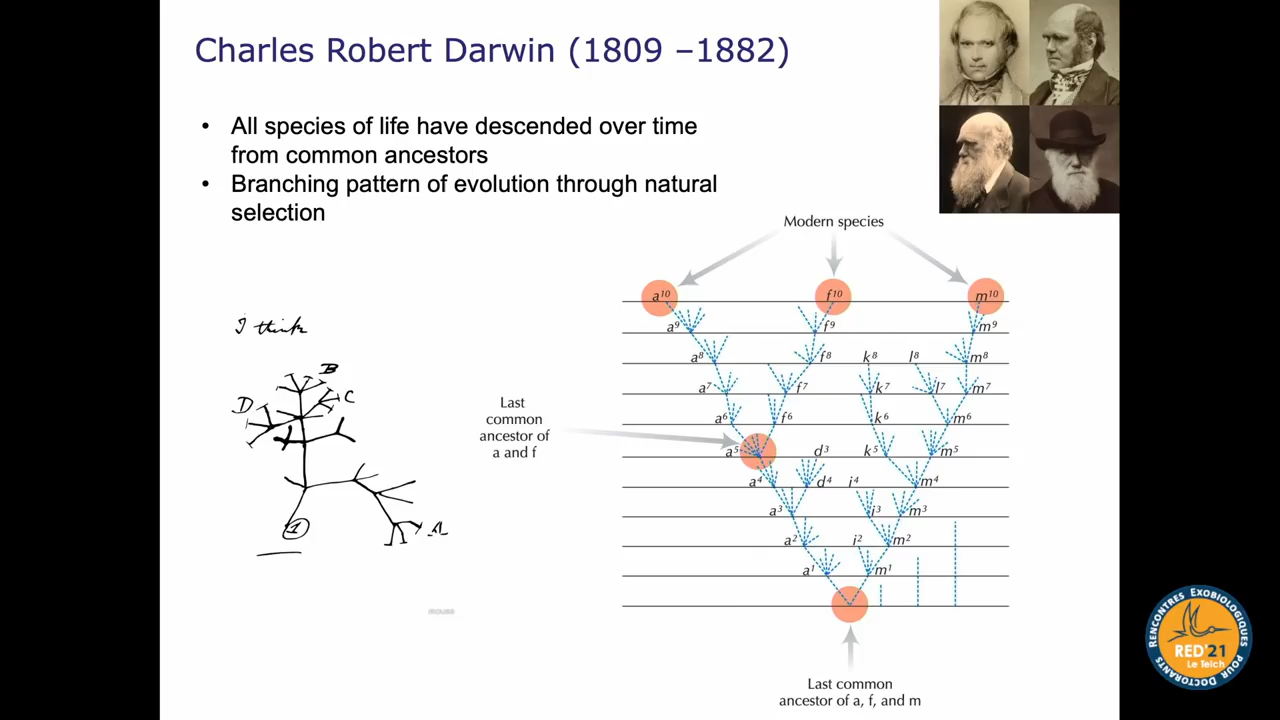 Charles Robert Darwin (1809 –1882)
• All species of life have descended over time
from common ancestors
• Branching pattern of evolution through natural
selection
Modern species
a10 f10 m10
a9 f9 m9
a8 f8 k8 l8 m8
a7 f7 k7 l7 m7
a6 f6 k6 m6
a5 d3 k5 m5
a4 d4 i4 m4
a3 i3 m3
a2 i2 m2
a1 m1
Last
common
ancestor of
a and f
Last common
ancestor of a, f, and m
I think
B
D C
1 A
RENCONTRES EXOBIOLOGIQUES
POUR DOCTORANTS
RED'21
Le Teich